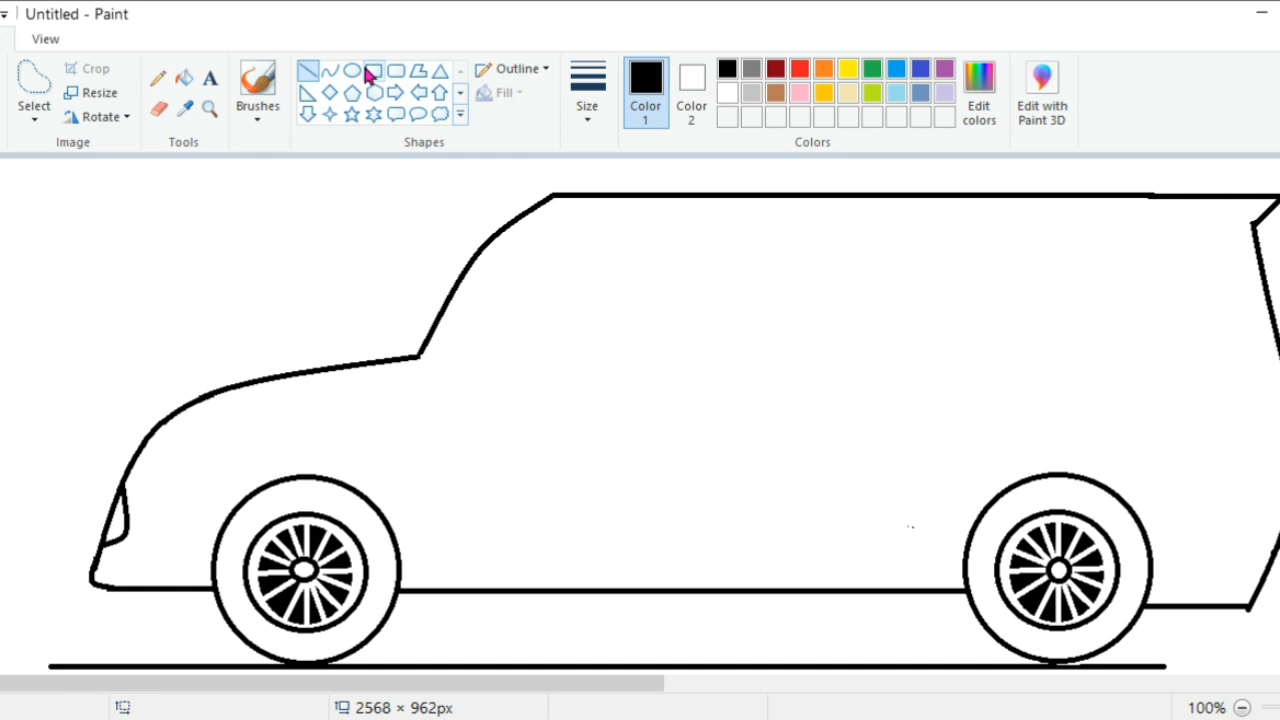 Untitled - Paint
View
Select
Crop
Resize
Rotate
Image
A
Tools
Brushes
Shapes
Outline
Fill
Size
Color
1
Color
2
Colors
Edit
colors
Edit with
Paint 3D
2568 × 962px
100%